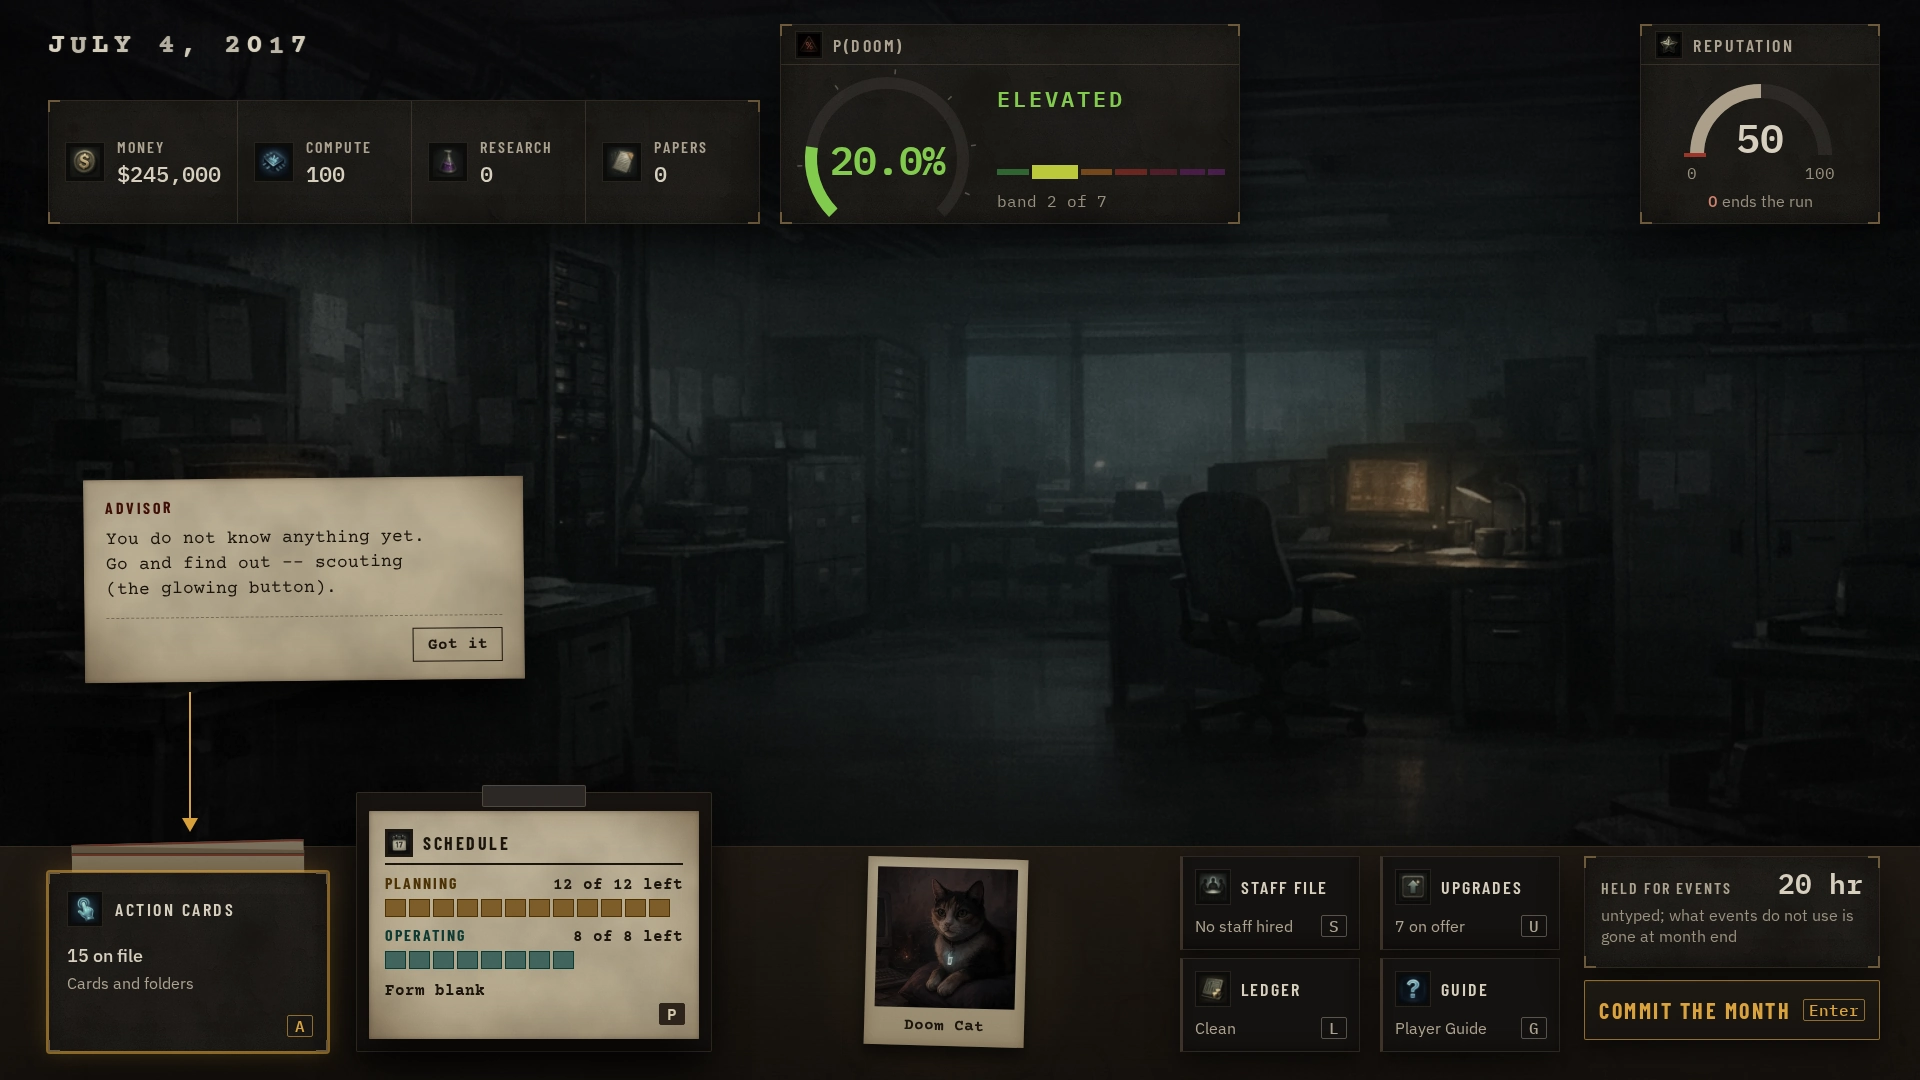 JULY 4, 2017
MONEY
$245,000
COMPUTE
100
RESEARCH
0
PAPERS
0
P(DOOM)
20.0%
ELEVATED
band 2 of 7
REPUTATION
50
0
100
0 ends the run
ADVISOR
You do not know anything yet.
Go and find out -- scouting
(the glowing button).
Got it
ACTION CARDS
15 on file
Cards and folders
A
17
SCHEDULE
PLANNING
12 of 12 left
OPERATING
8 of 8 left
Form blank
P
Doom Cat
STAFF FILE
No staff hired
S
UPGRADES
7 on offer
U
LEDGER
Clean
L
GUIDE
Player Guide
G
HELD FOR EVENTS
20 hr
untyped; what events do not use is
gone at month end
COMMIT THE MONTH
Enter